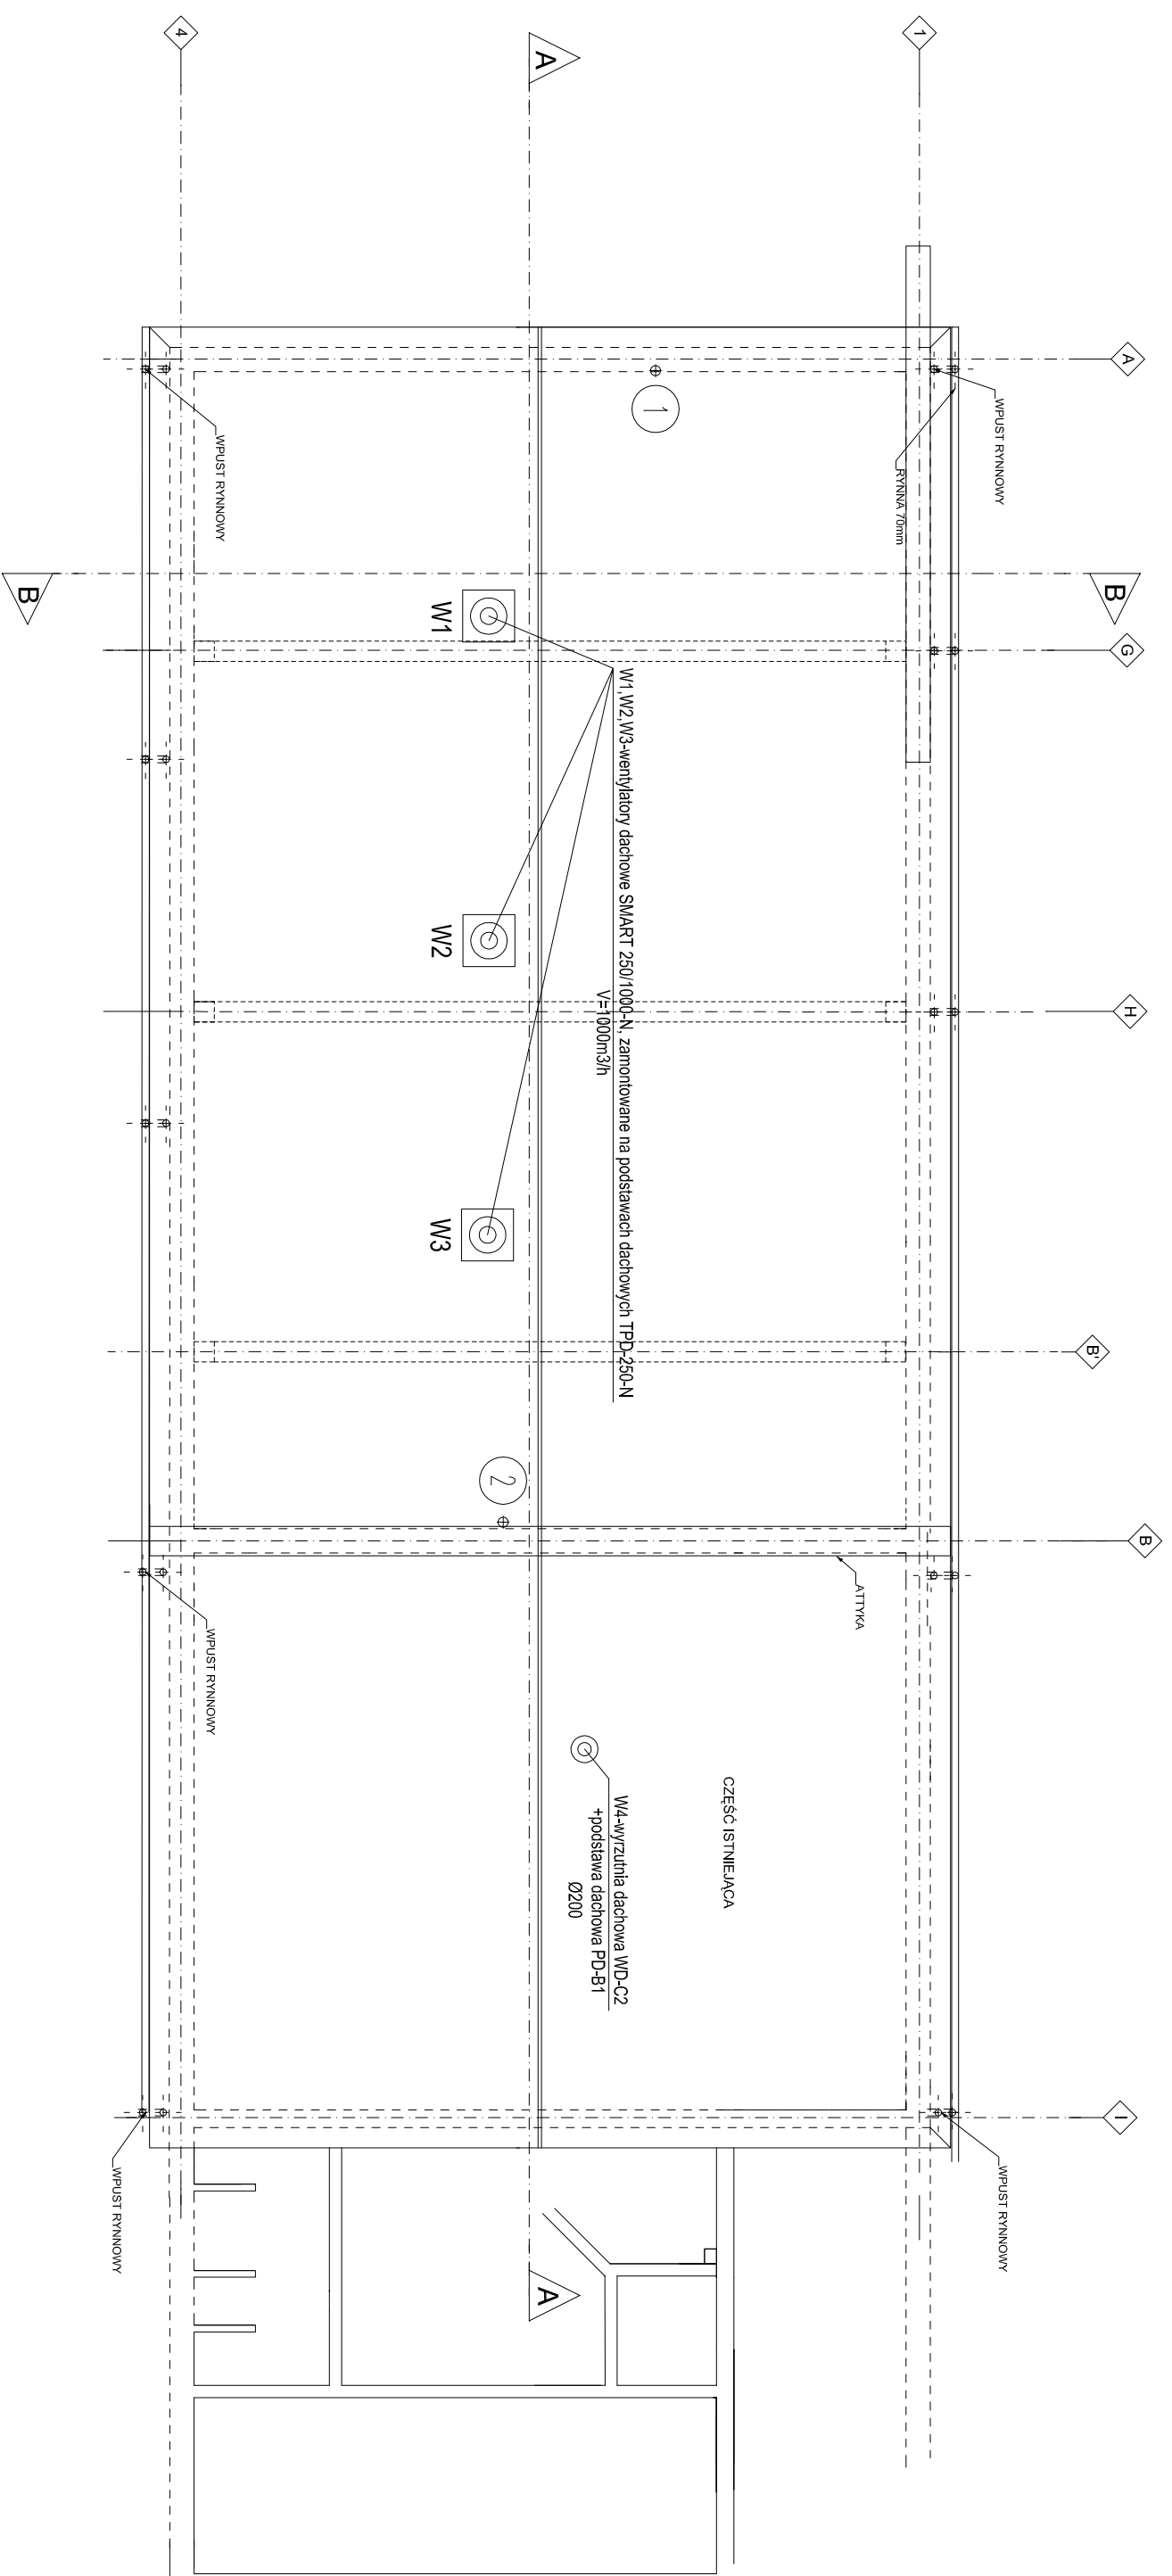 A
G
H
B'
B
I
1
4
A
A
B
B
WPUST RYNNOWY
RYNNA 70mm
WPUST RYNNOWY
1
W1
W2
W3
W1,W2,W3-wentylatory dachowe SMART 250/1000-N, zamontowane na podstawach dachowych TPD-250-N
V=1000m3/h
2
ATTYKA
WPUST RYNNOWY
CZĘŚĆ ISTNIEJĄCA
W4-wyrzutnia dachowa WD-C2
+podstawa dachowa PD-B1
Ø200
WPUST RYNNOWY
WPUST RYNNOWY